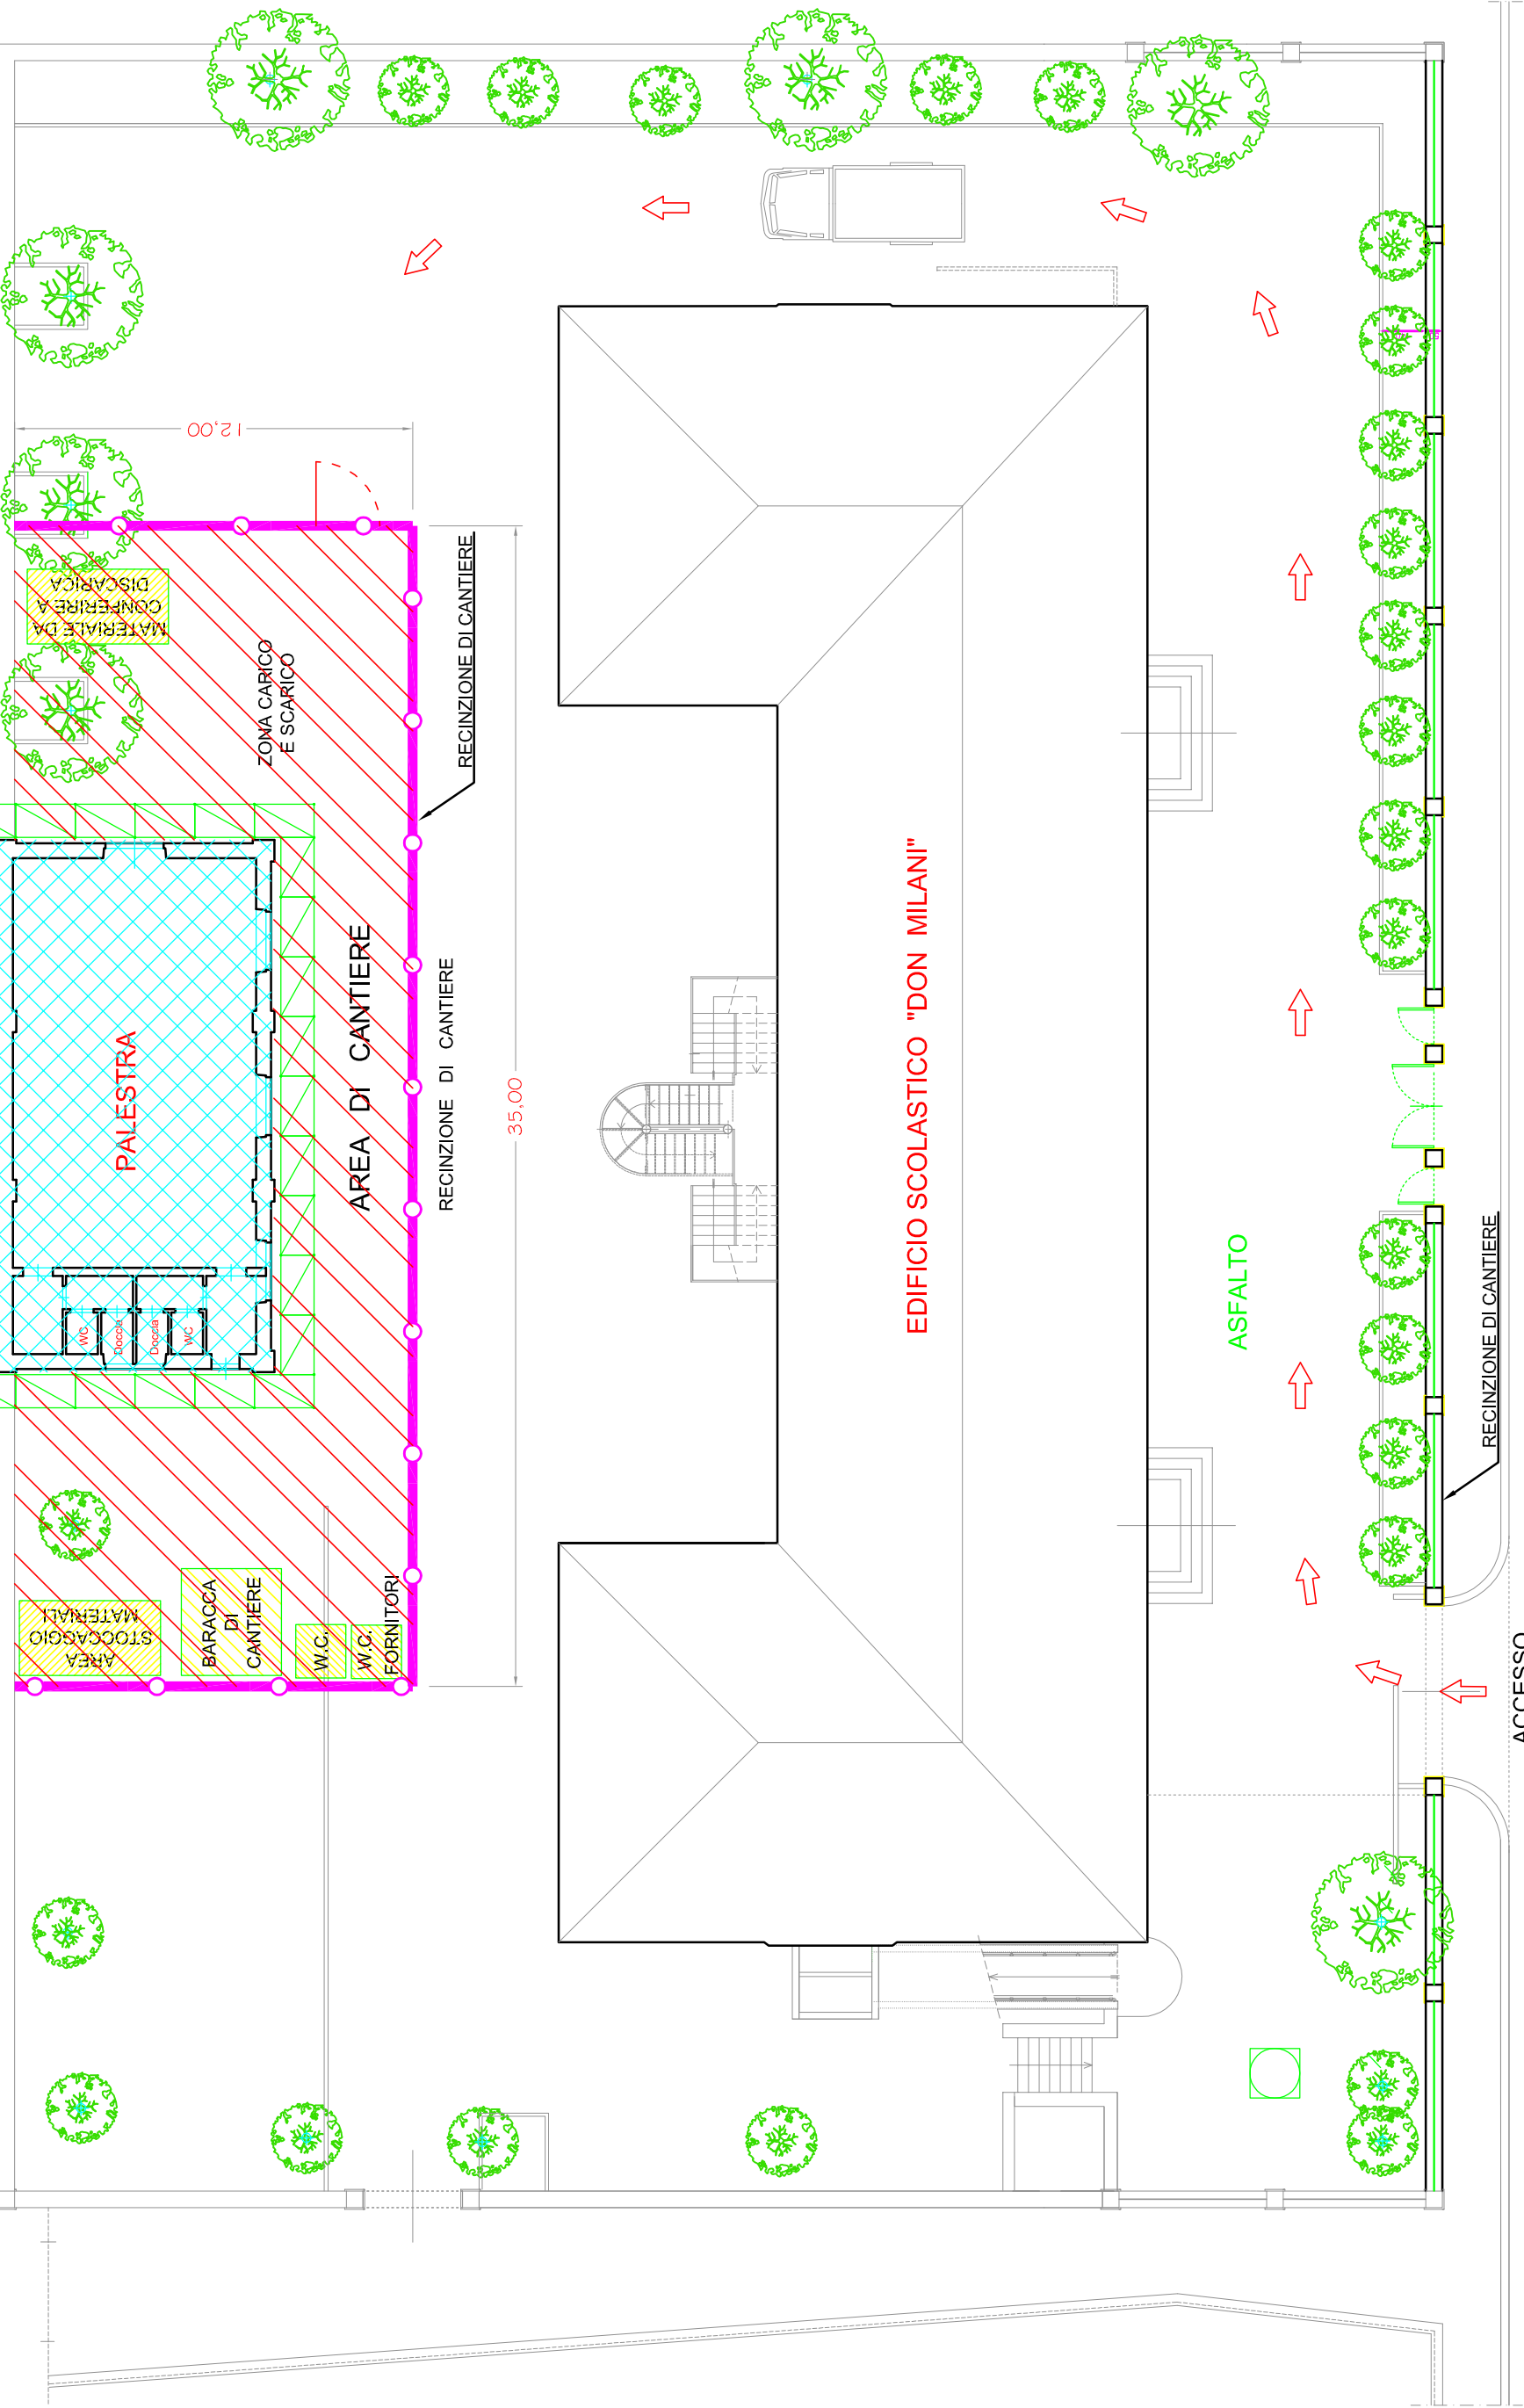 12,00
MATERIALE DA
CONFERIRE A
DISCARICA
ZONA CARICO
E SCARICO
RECINZIONE DI CANTIERE
PALESTRA
AREA DI CANTIERE
RECINZIONE DI CANTIERE
35,00
EDIFICIO SCOLASTICO "DON MILANI"
ASFALTO
RECINZIONE DI CANTIERE
WC
Doccia
Doccia
WC
AREA
STOCCAGGIO
MATERIALI
BARACCA
DI
CANTIERE
W.C.
W.C.
FORNITORI
ACCESSO